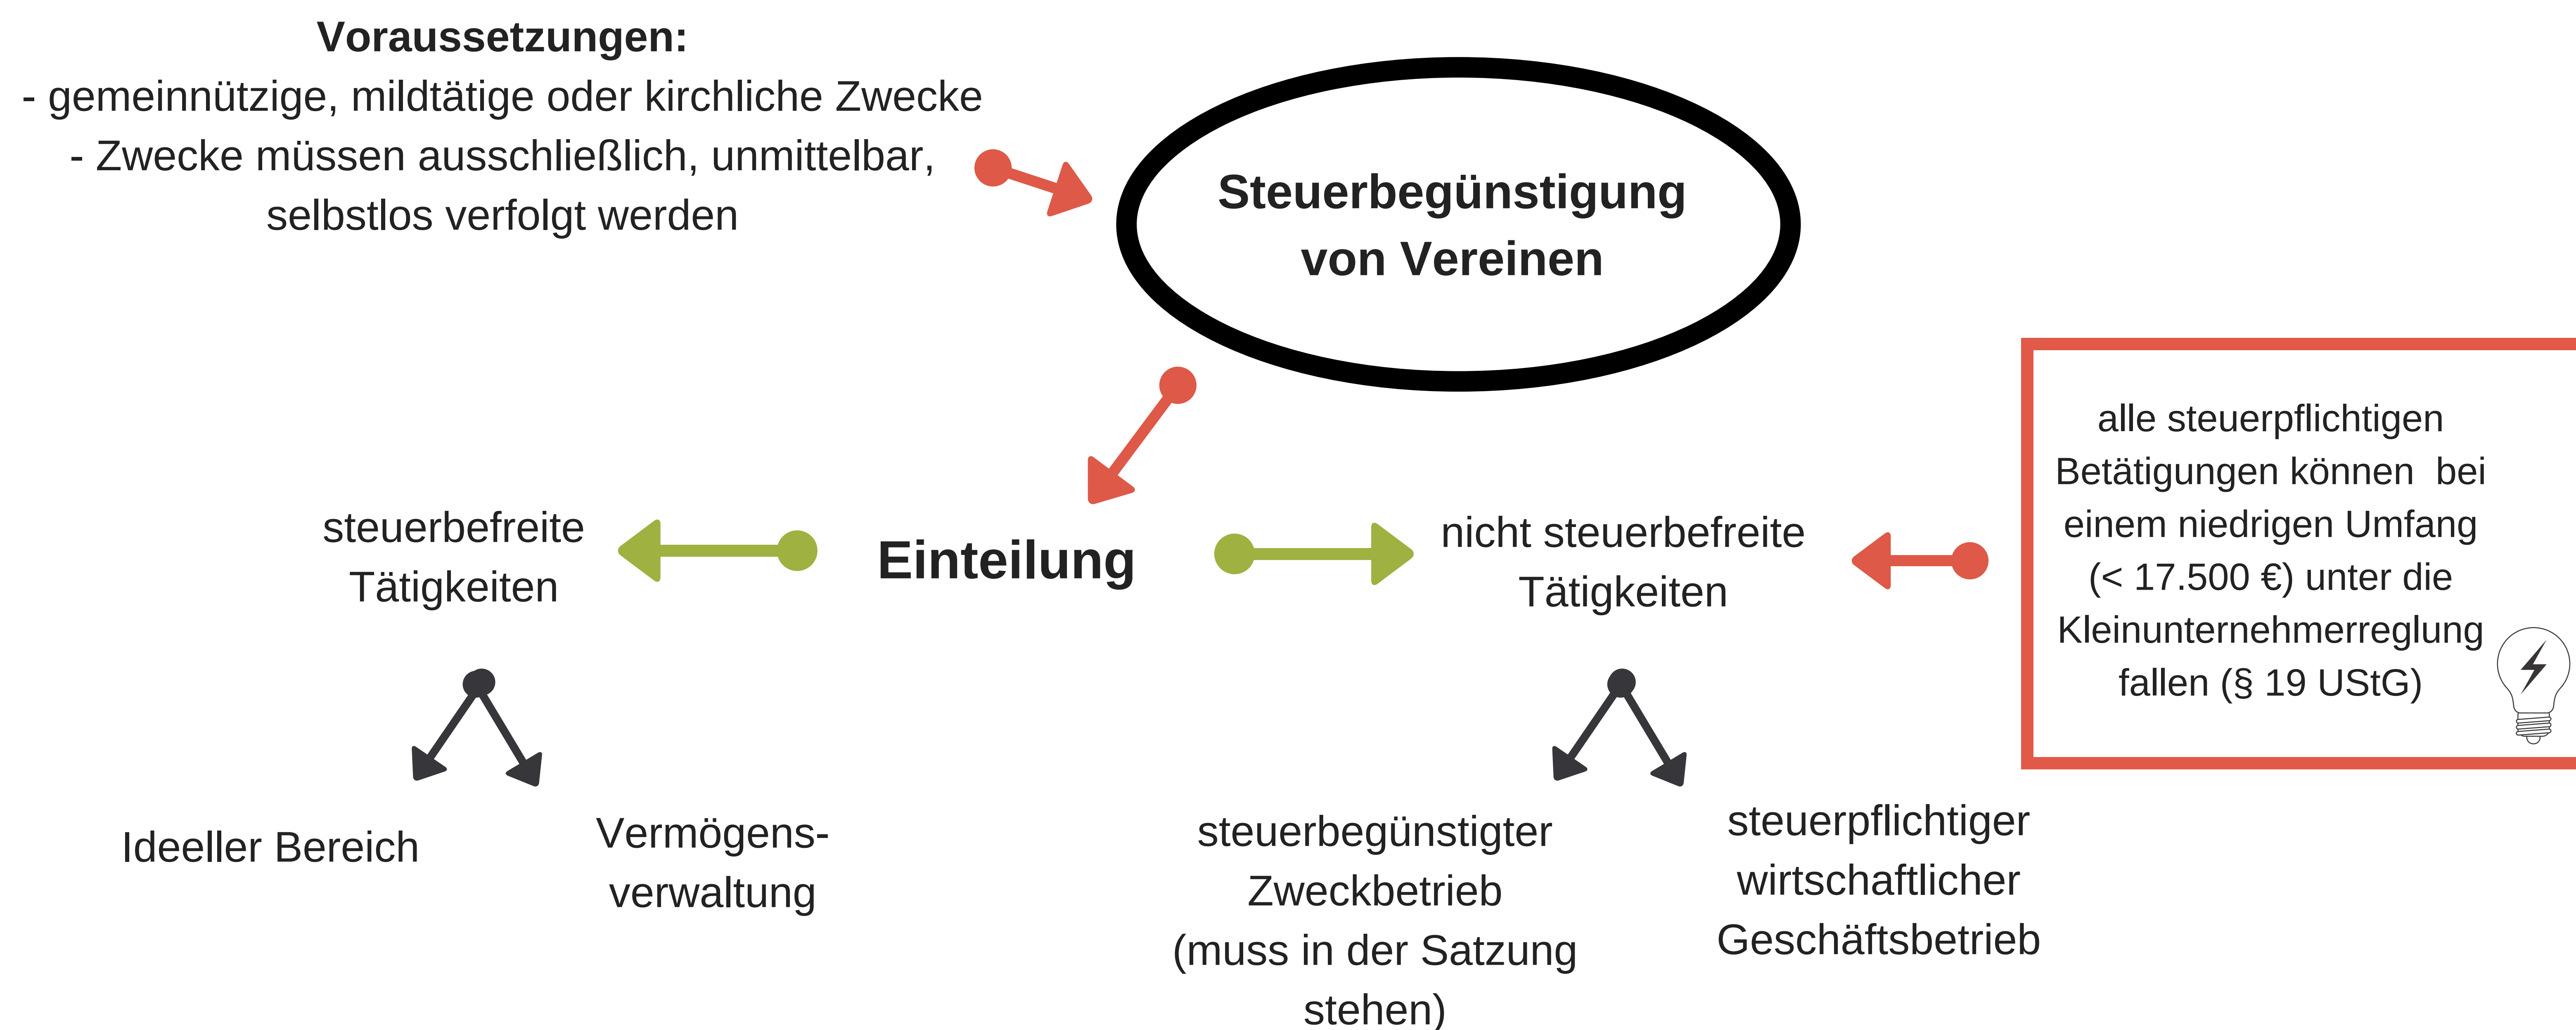 Voraussetzungen:
- gemeinnützige, mildtätige oder kirchliche Zwecke
- Zwecke müssen ausschließlich, unmittelbar,
selbstlos verfolgt werden
Steuerbegünstigung
von Vereinen
steuerbefreite
Tätigkeiten
Einteilung
nicht steuerbefreite
Tätigkeiten
alle steuerpflichtigen
Betätigungen können  bei
einem niedrigen Umfang
(< 17.500 €) unter die
Kleinunternehmerreglung
fallen (§ 19 UStG)
Ideeller Bereich
Vermögens-
verwaltung
steuerbegünstigter
Zweckbetrieb
(muss in der Satzung
stehen)
steuerpflichtiger
wirtschaftlicher
Geschäftsbetrieb